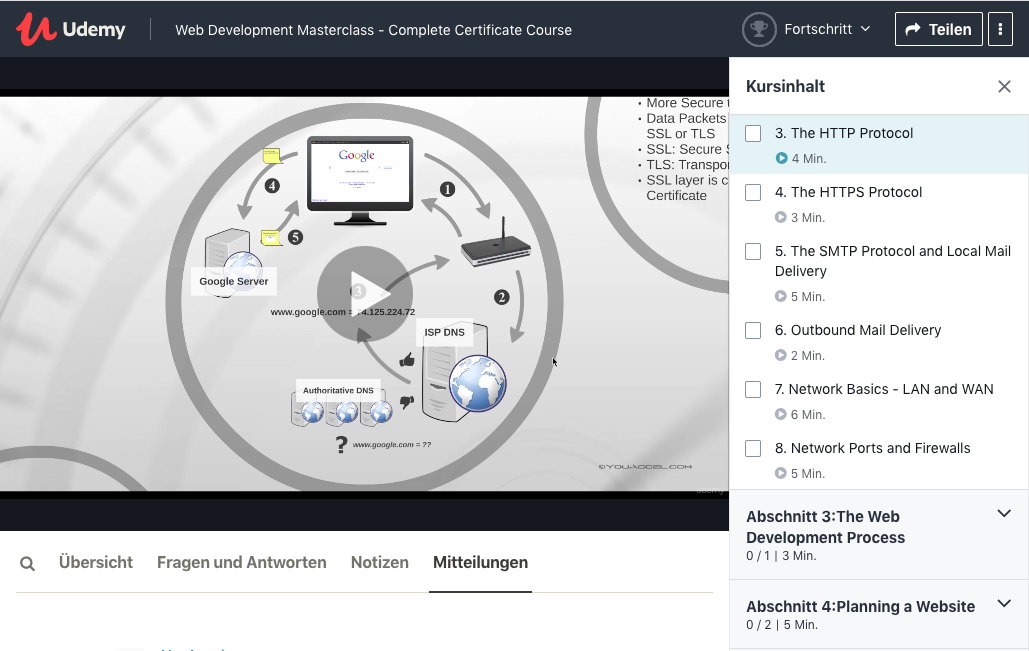 Udemy
Web Development Masterclass - Complete Certificate Course
Fortschritt
Teilen
More Secure
Data Packets
SSL or TLS
SSL: Secure
TLS: Transpo
SSL layer is c
Certificate
Google
4
1
5
Google Server
3
2
www.google.com = 74.125.224.72
ISP DNS
Authoritative DNS
? www.google.com = ??
©YOUACCEL.COM
udemy
Kursinhalt
3. The HTTP Protocol
4 Min.
4. The HTTPS Protocol
3 Min.
5. The SMTP Protocol and Local Mail
Delivery
5 Min.
6. Outbound Mail Delivery
2 Min.
7. Network Basics - LAN and WAN
6 Min.
8. Network Ports and Firewalls
5 Min.
Abschnitt 3:The Web
Development Process
0 / 1 | 3 Min.
Abschnitt 4:Planning a Website
0 / 2 | 5 Min.
Übersicht
Fragen und Antworten
Notizen
Mitteilungen